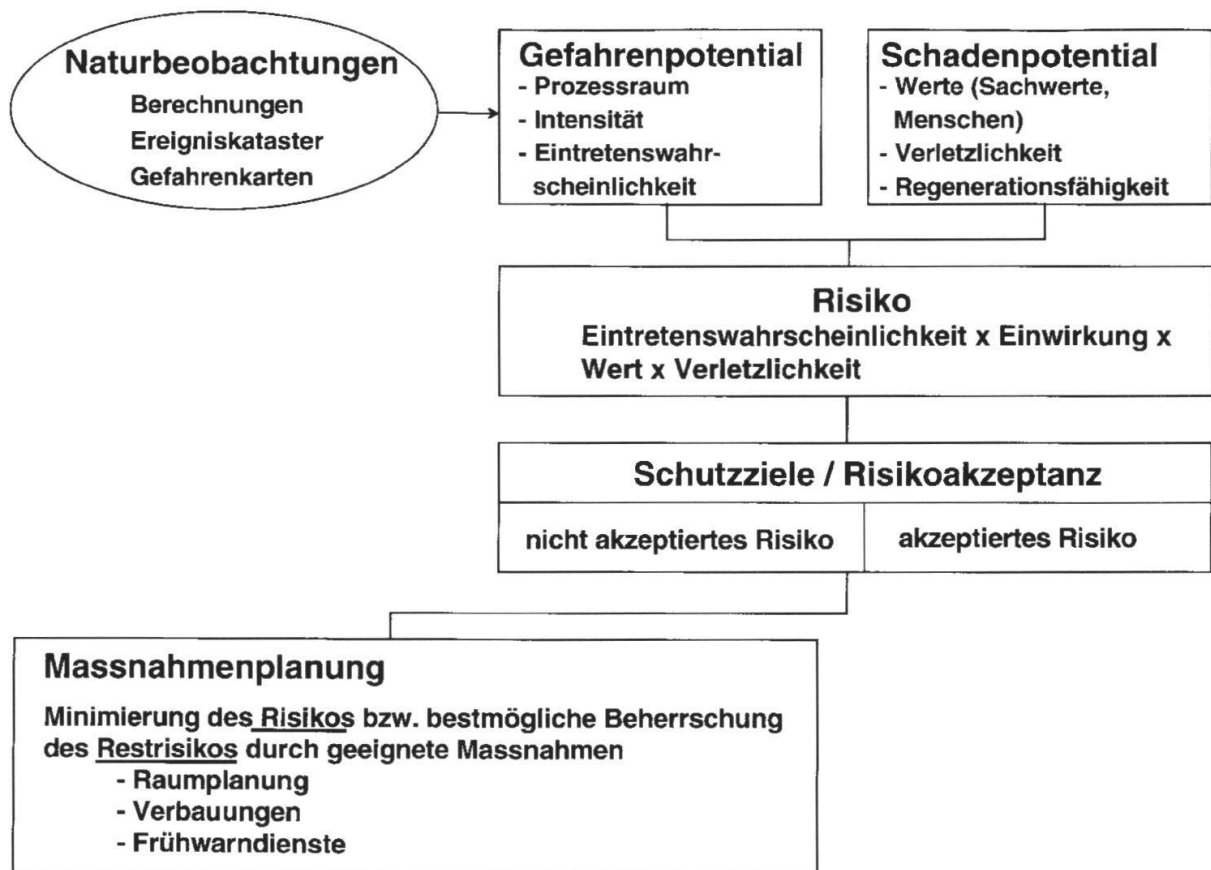 Naturbeobachtungen
Berechnungen
Ereigniskataster
Gefahrenkarten
Gefahrenpotential
- Prozessraum
- Intensität
- Eintretenswahr-
scheinlichkeit
Schadenpotential
- Werte (Sachwerte,
Menschen)
- Verletzlichkeit
- Regenerationsfähigkeit
Risiko
Eintretenswahrscheinlichkeit x Einwirkung x
Wert x Verletzlichkeit
Schutzziele / Risikoakzeptanz
nicht akzeptiertes Risiko
akzeptiertes Risiko
Massnahmenplanung
Minimierung des Risikos bzw. bestmögliche Beherrschung
des Restrisikos durch geeignete Massnahmen
- Raumplanung
- Verbauungen
- Frühwarndienste